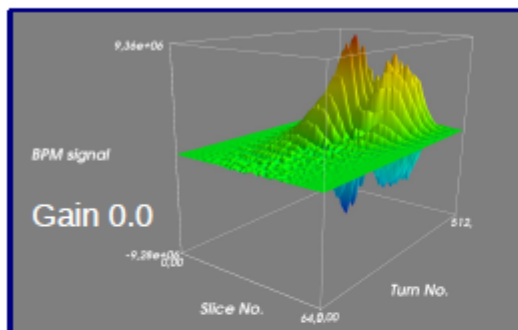 9,36e+06
BPM signal
Gain 0.0
-9,28e+06
0,00
512,
Slice No.
Turn No.
64,0,00